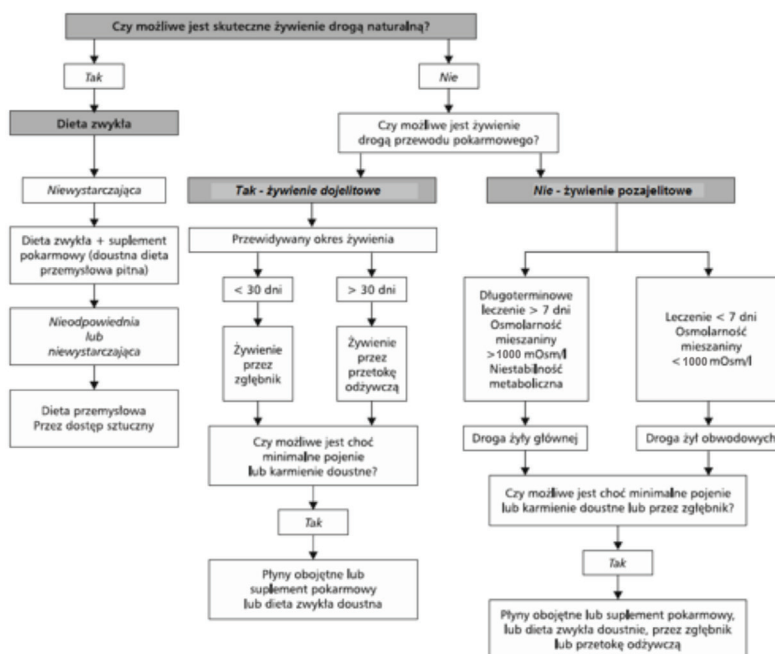 Czy możliwe jest skuteczne żywienie drogą naturalną?
Tak
Nie
Dieta zwykła
Czy możliwe jest żywienie
drogą przewodu pokarmowego?
Niewystarczająca
Tak - żywienie dojelitowe
Nie - żywienie pozajelitowe
Dieta zwykła + suplement
pokarmowy (doustna dieta
przemysłowa pitna)
Przewidywany okres żywienia
< 30 dni
> 30 dni
Nieodpowiednia
lub
niewystarczająca
Żywienie
przez
zgłębnik
Żywienie
przez
przetokę
odżywczą
Długoterminowe
leczenie > 7 dni
Osmolarność
mieszaniny
>1000 mOsm/l
Niestabilność
metaboliczna
Leczenie < 7 dni
Osmolarność
mieszaniny
<1000 mOsm/l
Dieta przemysłowa
Przez dostęp sztuczny
Czy możliwe jest choć
minimalne pojenie
lub karmienie doustne?
Droga żyły głównej
Droga żył obwodowych
Czy możliwe jest choć minimalne pojenie
lub karmienie doustne lub przez zgłębnik?
Tak
Tak
Płyny obojętne lub
suplement pokarmowy
lub dieta zwykła doustna
Płyny obojętne lub suplement pokarmowy,
lub dieta zwykła doustnie, przez zgłębnik
lub przetokę odżywczą